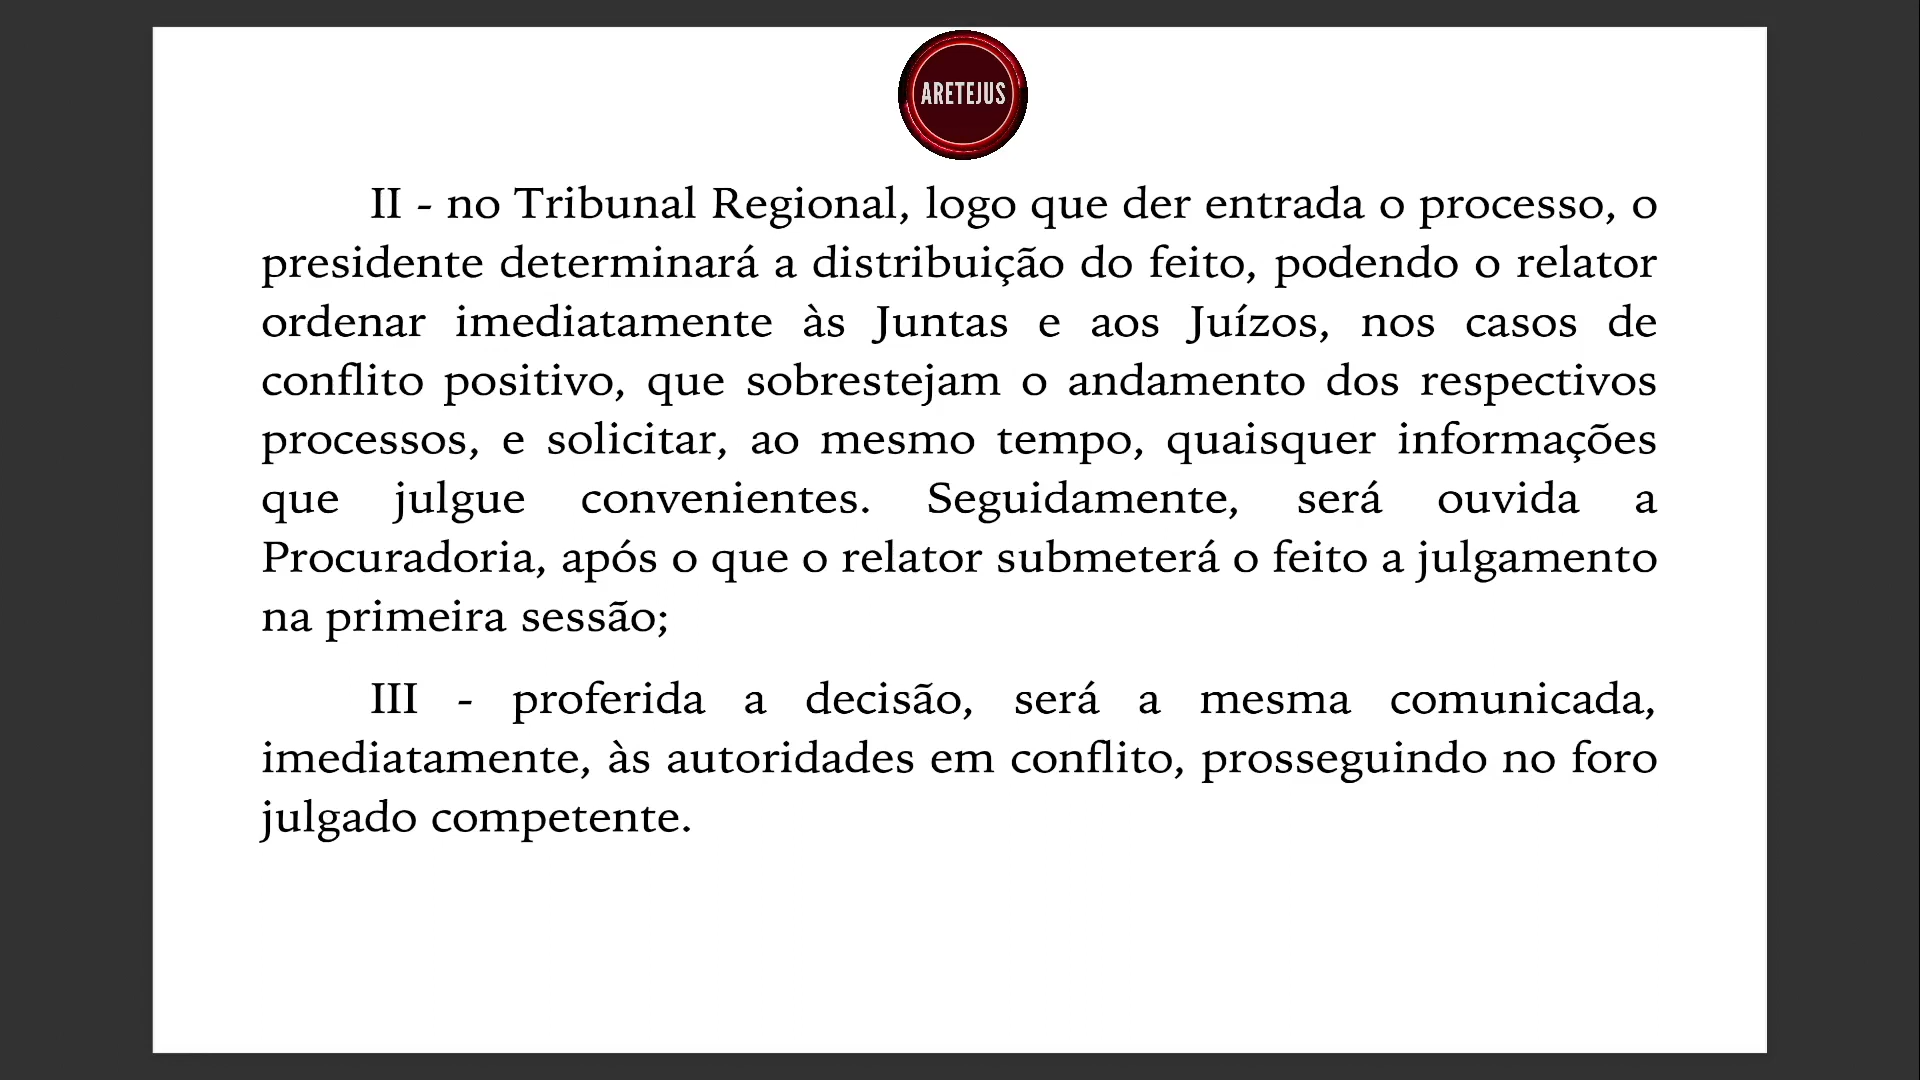 ARETEJUS
II - no Tribunal Regional, logo que der entrada o processo, o
presidente determinará a distribuição do feito, podendo o relator
ordenar imediatamente às Juntas e aos Juízos, nos casos de
conflito positivo, que sobrestejam o andamento dos respectivos
processos, e solicitar, ao mesmo tempo, quaisquer informações
que julgue convenientes. Seguidamente, será ouvida a
Procuradoria, após o que o relator submeterá o feito a julgamento
na primeira sessão;
III - proferida a decisão, será a mesma comunicada,
imediatamente, às autoridades em conflito, prosseguindo no foro
julgado competente.